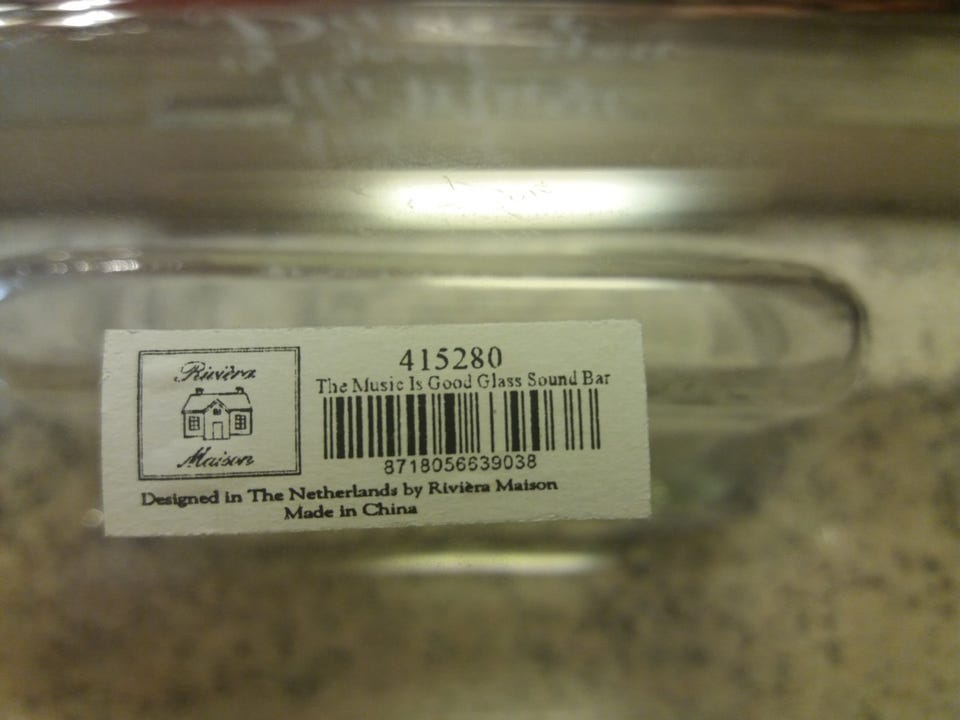 Rivièra
Maison
415280
The Music Is Good Glass Sound Bar
8718056639038
Designed in The Netherlands by Rivièra Maison
Made in China